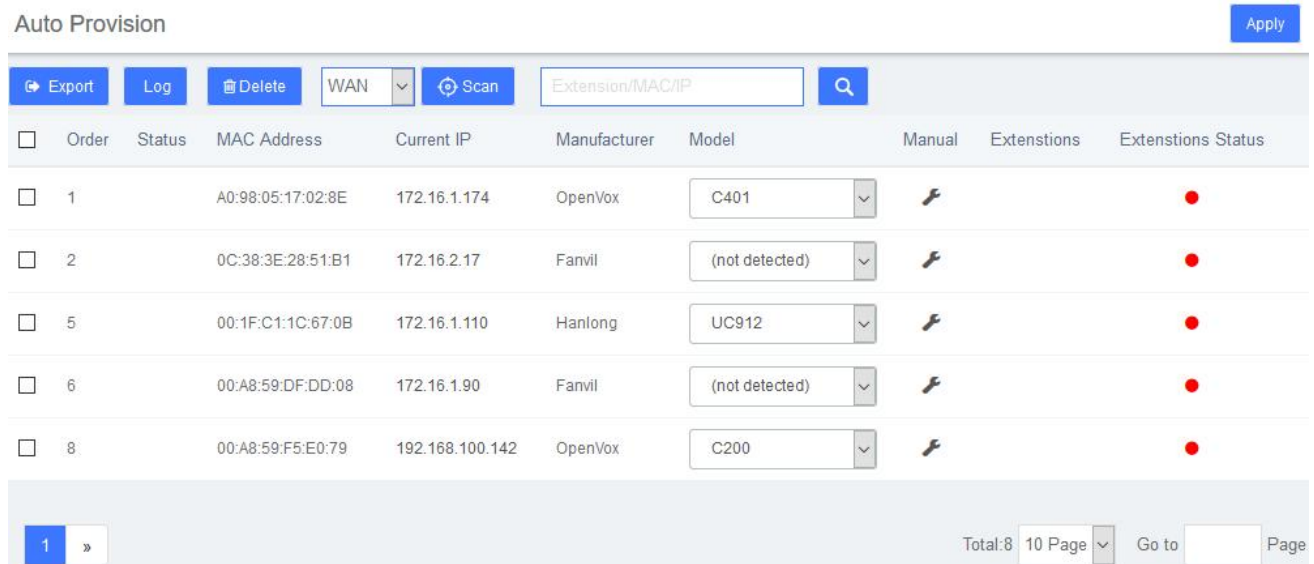 Auto Provision Apply
Export Log Delete WAN Scan Extension/MAC/IP
Order Status MAC Address Current IP Manufacturer Model Manual Extenstions Extenstions Status
1 A0:98:05:17:02:8E 172.16.1.174 OpenVox C401
2 0C:38:3E:28:51:B1 172.16.2.17 Fanvil (not detected)
5 00:1F:C1:1C:67:0B 172.16.1.110 Hanlong UC912
6 00:A8:59:DF:DD:08 172.16.1.90 Fanvil (not detected)
8 00:A8:59:F5:E0:79 192.168.100.142 OpenVox C200
1 » Total:8 10 Page Go to Page